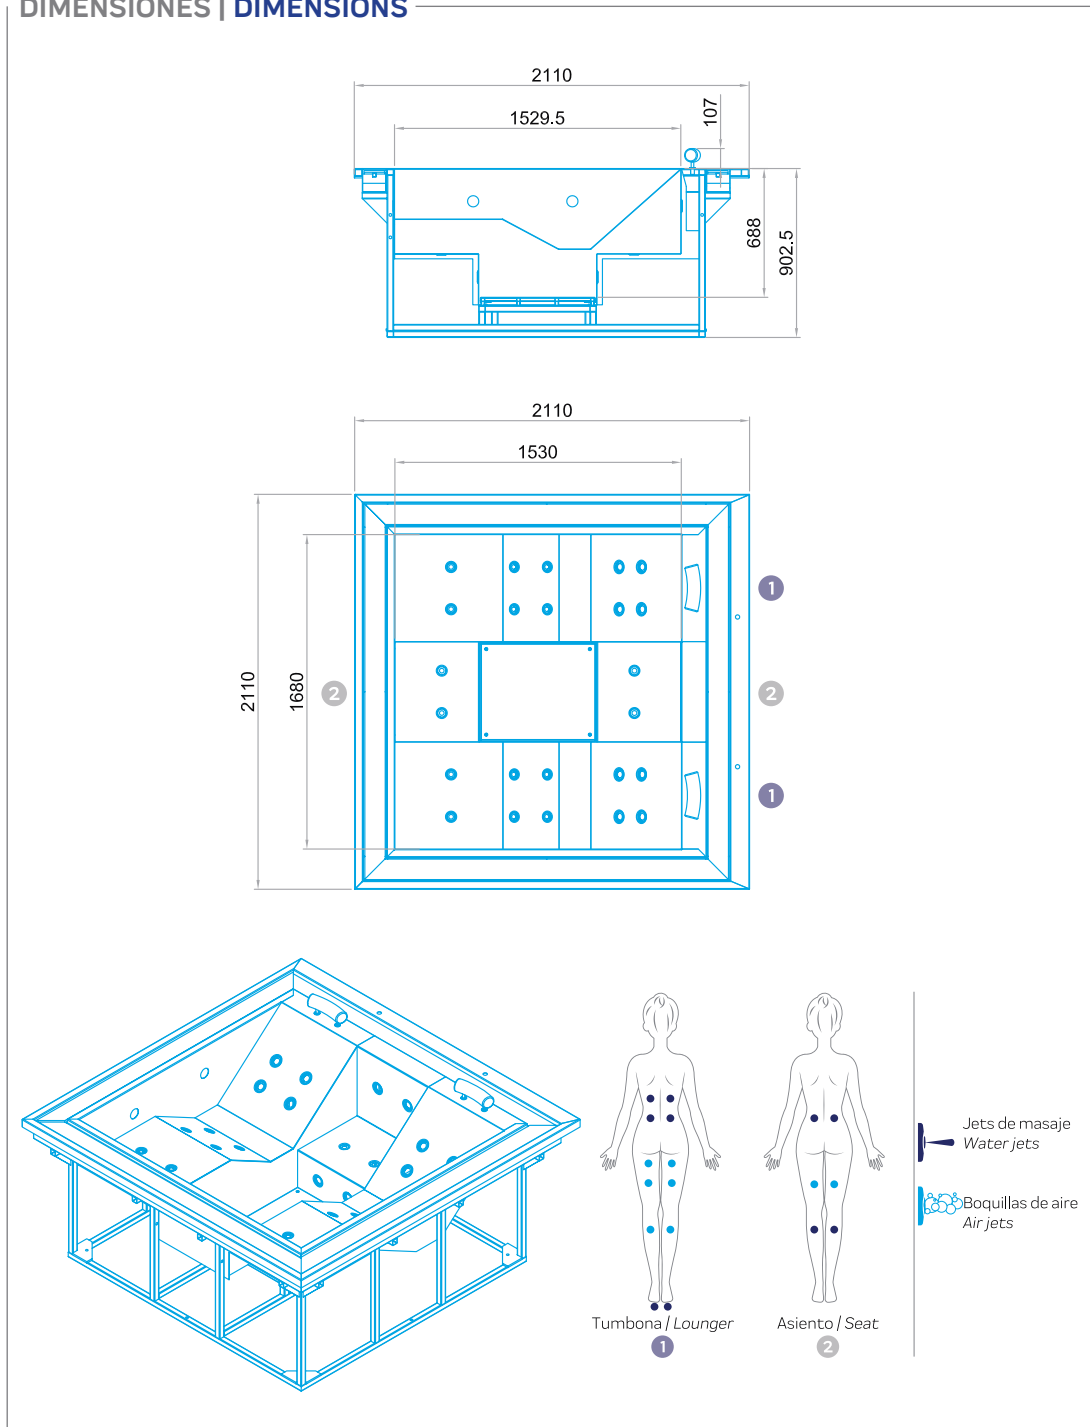 DIMENSIONES | DIMENSIONS
2110
1529.5
107
688
902.5
2110
1530
2110
1680
1
2
2
1
Jets de masaje
Water jets
Boquillas de aire
Air jets
Tumbona / Lounger
1
Asiento / Seat
2